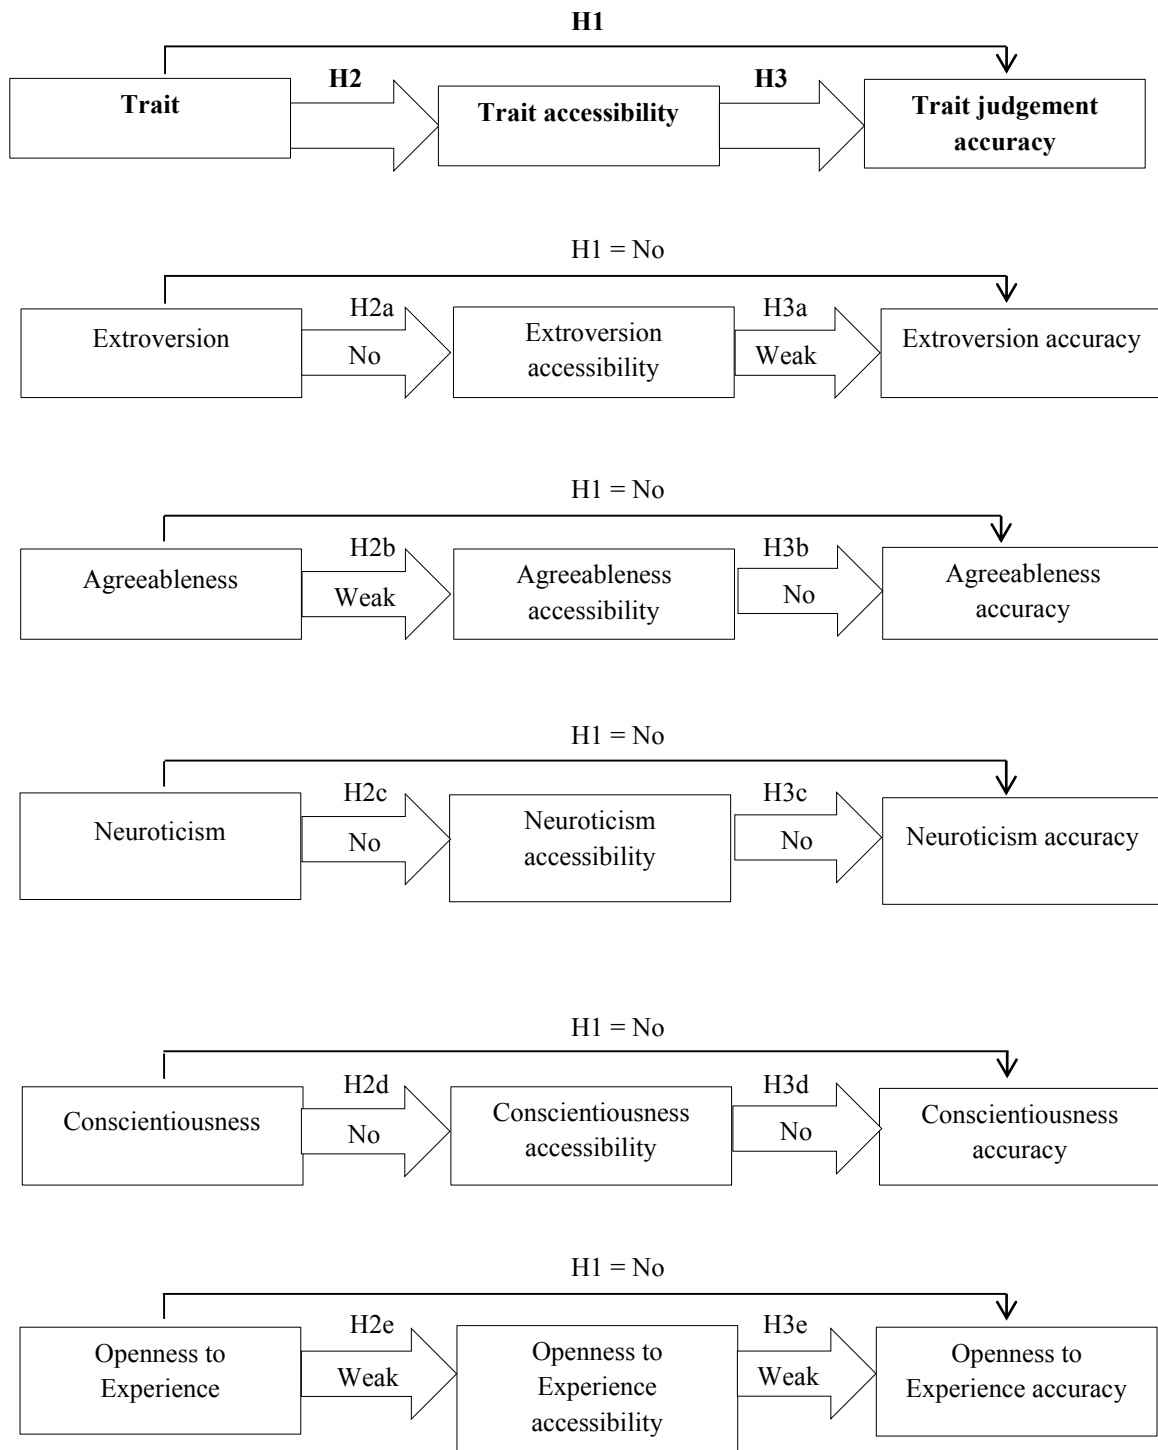 H1
H2
H3
Trait
Trait accessibility
Trait judgement
accuracy
H1 = No
H2a
H3a
Extroversion
No
Extroversion
accessibility
Weak
Extroversion accuracy
H1 = No
H2b
H3b
Agreeableness
Weak
Agreeableness
accessibility
No
Agreeableness
accuracy
H1 = No
H2c
H3c
Neuroticism
No
Neuroticism
accessibility
No
Neuroticism accuracy
H1 = No
H2d
H3d
Conscientiousness
No
Conscientiousness
accessibility
No
Conscientiousness
accuracy
H1 = No
H2e
H3e
Openness to
Experience
Weak
Openness to
Experience
accessibility
Weak
Openness to
Experience accuracy